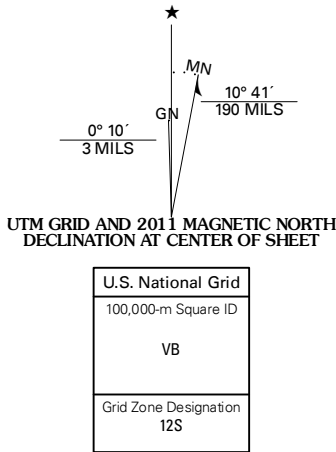 ★
MN
GN
10° 41´
190 MILS
0° 10´
3 MILS
UTM GRID AND 2011 MAGNETIC NORTH
DECLINATION AT CENTER OF SHEET
U.S. National Grid
100,000-m Square ID
VB
Grid Zone Designation
12S